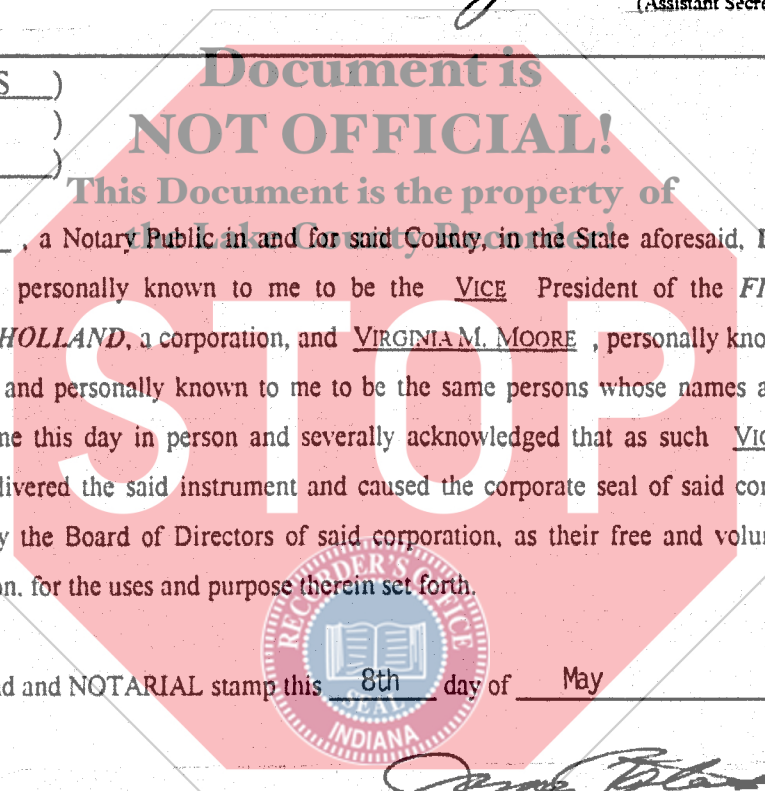 (Assistant Secre
Document is
S )
)
NOT OFFICIAL!
)
This Document is the property of
the Lake County Recorder!
, a Notary Public in and for said County, in the State aforesaid,
personally known to me to be the VICE President of the
HOLLAND, a corporation, and VIRGINIA M. MOORE , personally kno
and personally known to me to be the same persons whose names a
me this day in person and severally acknowledged that as such VIC
livered the said instrument and caused the corporate seal of said cor
y the Board of Directors of said corporation, as their free and volu
on, for the uses and purpose therein set forth.
STOP
RECORDER'S OFFICE
SEAL
INDIANA
d and NOTARIAL stamp this 8th day of May